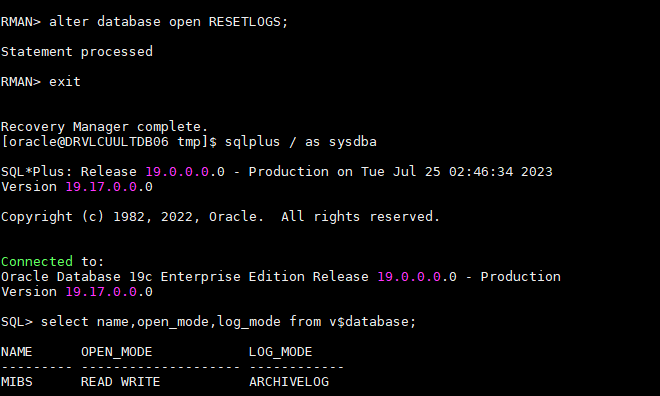 RMAN> alter database open RESETLOGS;
Statement processed
RMAN> exit
Recovery Manager complete.
[oracle@DRVLCUULTDB06 tmp]$ sqlplus / as sysdba
SQL*Plus: Release 19.0.0.0.0 - Production on Tue Jul 25 02:46:34 2023
Version 19.17.0.0.0
Copyright (c) 1982, 2022, Oracle.  All rights reserved.
Connected to:
Oracle Database 19c Enterprise Edition Release 19.0.0.0.0 - Production
Version 19.17.0.0.0
SQL> select name,open_mode,log_mode from v$database;
NAME      OPEN_MODE            LOG_MODE
--------- -------------------- ------------
MIBS      READ WRITE           ARCHIVELOG